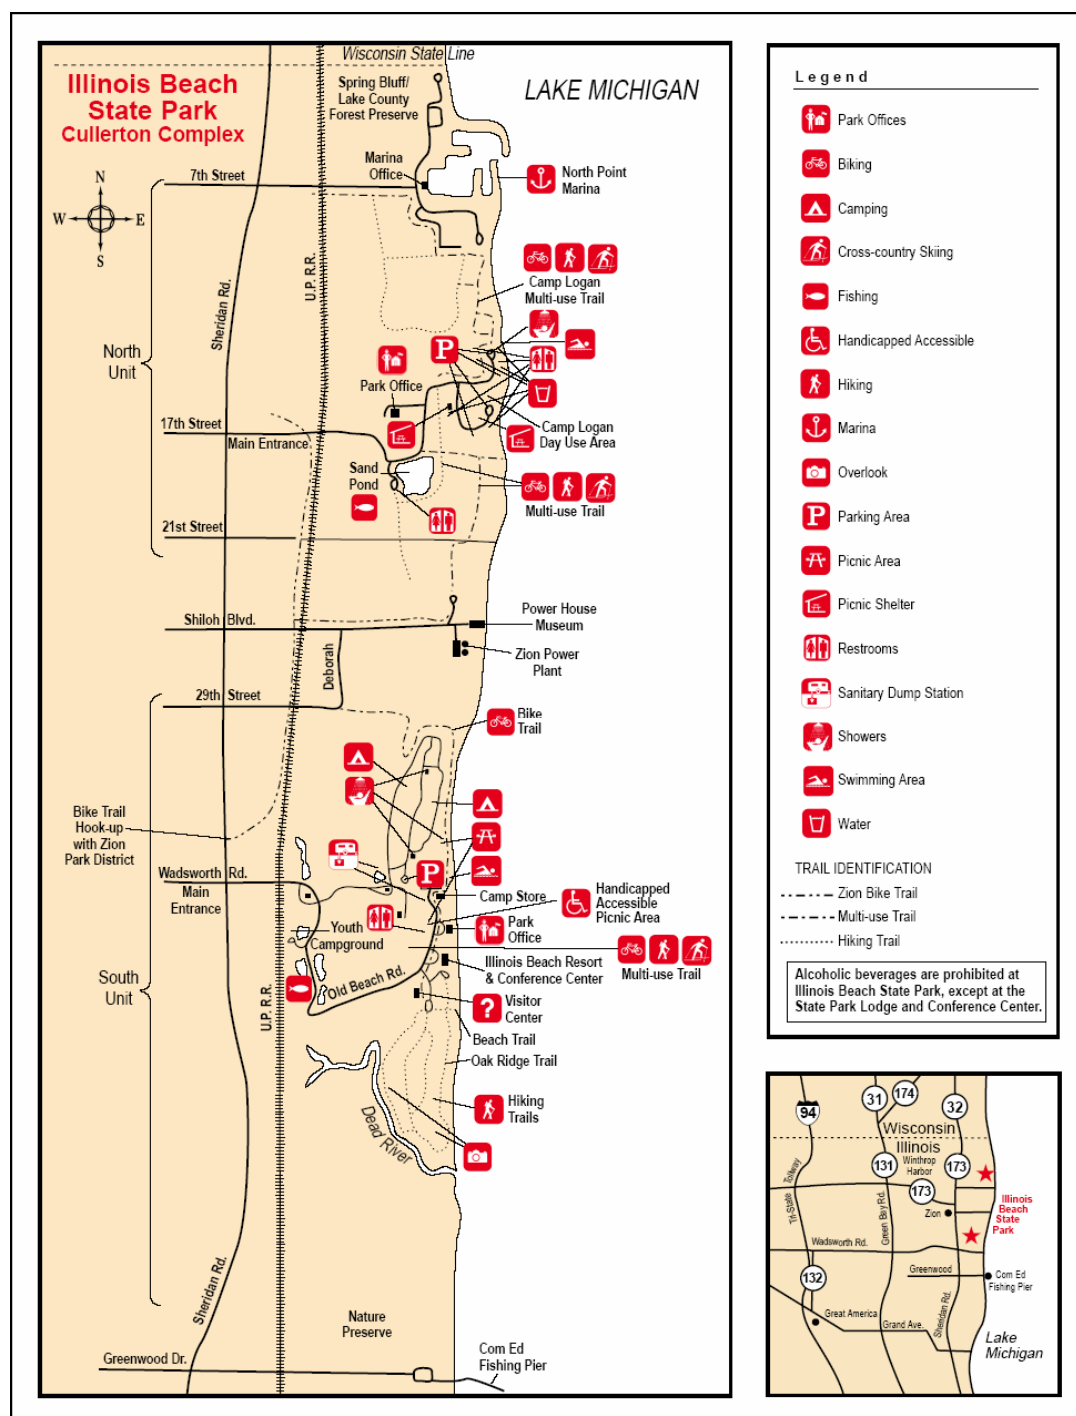 Wisconsin State Line
Illinois Beach
State Park
Cullerton Complex
Spring Bluff/
Lake County
Forest Preserve
LAKE MICHIGAN
Marina
Office
North Point
Marina
7th Street
N
W
E
S
U.P. R.R.
Sheridan Rd.
Camp Logan
Multi-use Trail
North
Unit
P
Park Office
17th Street
Main Entrance
Camp Logan
Day Use Area
Sand
Pond
Multi-use Trail
21st Street
Shiloh Blvd.
Power House
Museum
Zion Power
Plant
Deborah
29th Street
Bike
Trail
Bike Trail
Hook-up
with Zion
Park District
Wadsworth Rd.
Main
Entrance
P
Camp Store
Handicapped
Accessible
Picnic Area
Park
Office
Youth
Campground
Multi-use Trail
Illinois Beach Resort
& Conference Center
Old Beach Rd.
South
Unit
U.P. R.R.
?
Visitor
Center
Beach Trail
Oak Ridge Trail
Hiking
Trails
Dead River
Sheridan Rd.
Nature
Preserve
Greenwood Dr.
Com Ed
Fishing Pier
Legend
Park Offices
Biking
Camping
Cross-country Skiing
Fishing
Handicapped Accessible
Hiking
Marina
Overlook
P
Parking Area
Picnic Area
Picnic Shelter
Restrooms
Sanitary Dump Station
Showers
Swimming Area
Water
TRAIL IDENTIFICATION
Zion Bike Trail
Multi-use Trail
Hiking Trail
Alcoholic beverages are prohibited at
Illinois Beach State Park, except at the
State Park Lodge and Conference Center.
94
31
174
32
Wisconsin
Illinois
131
Winthrop
Harbor
173
173
Tri-State Tollway
Green Bay Rd.
Zion
Illinois
Beach
State
Park
Wadsworth Rd.
132
Greenwood
Com Ed
Fishing Pier
Sheridan Rd.
Great America
Grand Ave.
Lake
Michigan